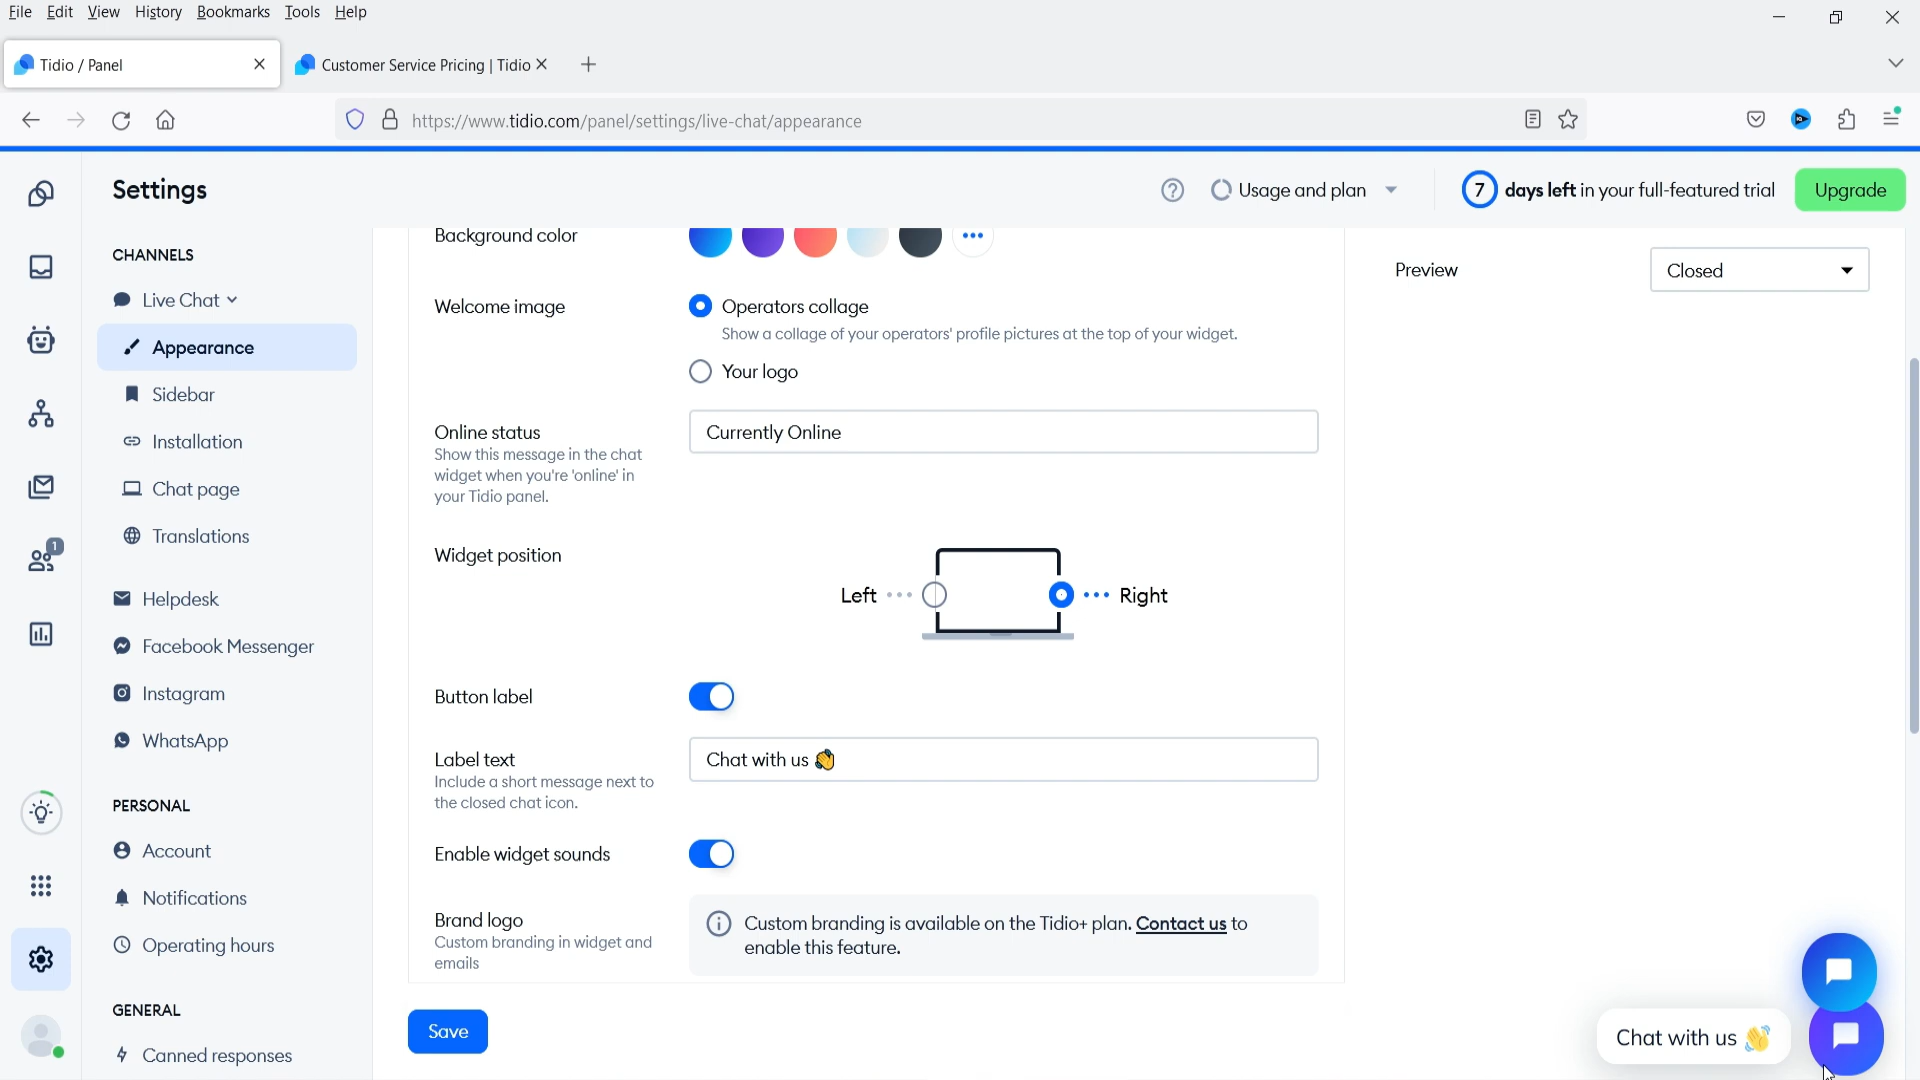 File Edit View History Bookmarks Tools Help
Tidio / Panel
Customer Service Pricing | Tidio
https://www.tidio.com/panel/settings/live-chat/appearance
Settings
Usage and plan
7 days left in your full-featured trial
Upgrade
CHANNELS
Live Chat
Appearance
Sidebar
Installation
Chat page
Translations
Helpdesk
Facebook Messenger
Instagram
WhatsApp
PERSONAL
Account
Notifications
Operating hours
GENERAL
Canned responses
1
Background color
Welcome image
Operators collage
Show a collage of your operators' profile pictures at the top of your widget.
Your logo
Online status
Show this message in the chat
widget when you're 'online' in
your Tidio panel.
Currently Online
Widget position
Left
Right
Button label
Label text
Include a short message next to
the closed chat icon.
Chat with us 👋
Enable widget sounds
Brand logo
Custom branding in widget and
emails
Custom branding is available on the Tidio+ plan. Contact us to
enable this feature.
Save
Preview
Closed
Chat with us 👋